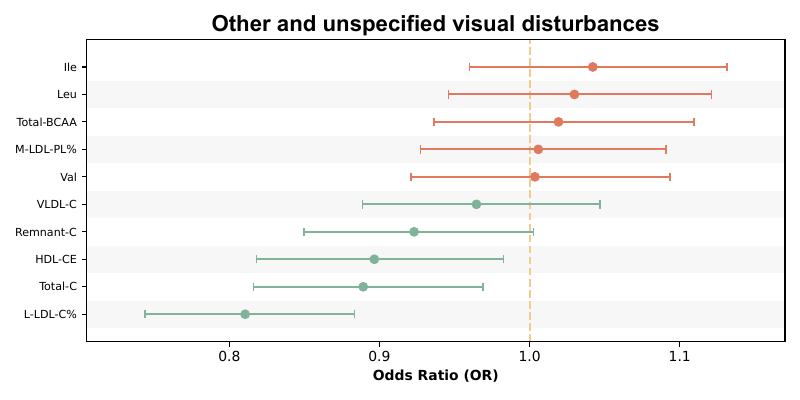 Other and unspecified visual disturbances
Ile
Leu
Total-BCAA
M-LDL-PL%
Val
VLDL-C
Remnant-C
HDL-CE
Total-C
L-LDL-C%
0.8 0.9 1.0 1.1
Odds Ratio (OR)